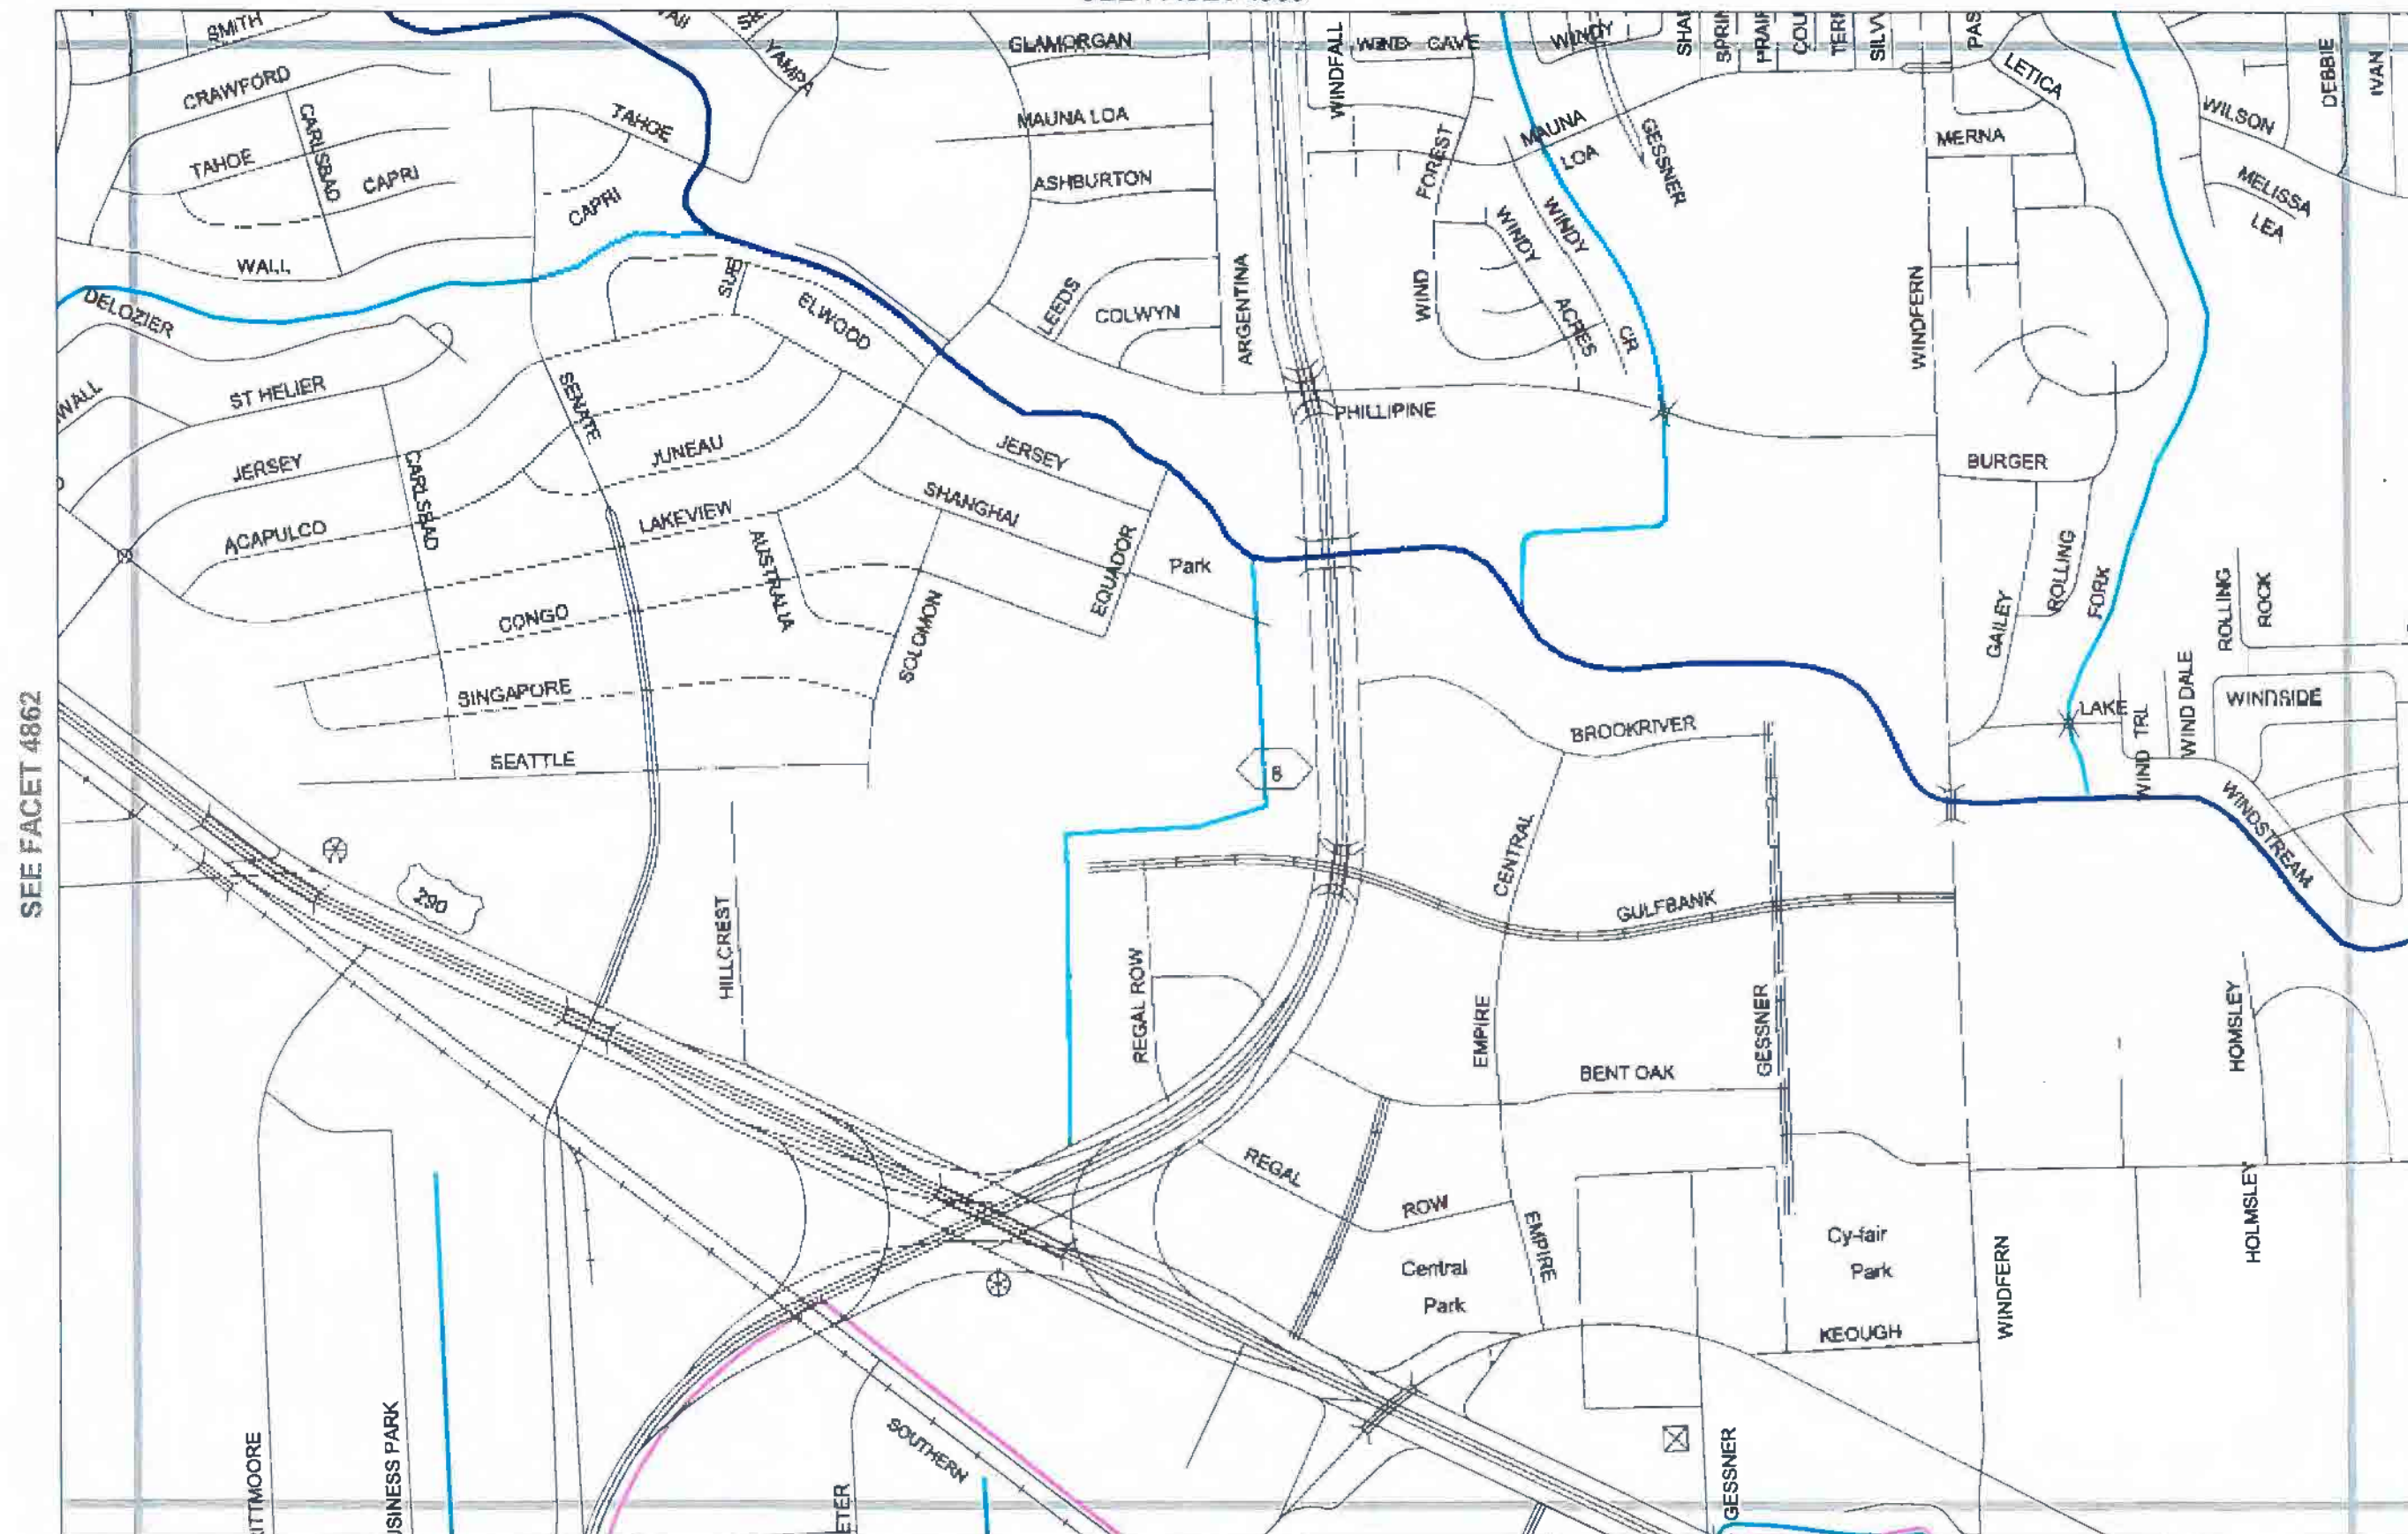 SMITH
YAMPA
GLAMORGAN
WINDFALL
WIND CAVE
WINDY
LETICA
DEBBIE
IVAN
CRAWFORD
CARLSBAD
TAHOE
TAHOE
CAPRI
CAPRI
MAUNA LOA
FOREST
MAUNA
LOA
GESSNER
MERNA
WILSON
MELISSA
LEA
ASHBURTON
WALL
DELOZIER
SUE
ELWOOD
LEEDS
COLWYN
ARGENTINA
WIND
WINDY
ACRES
WINDY
CR
WINDFERN
ST HELIER
SENATE
PHILLIPINE
JERSEY
CARLSBAD
JUNEAU
JERSEY
BURGER
ACAPULCO
LAKEVIEW
SHANGHAI
AUSTRALIA
EQUADOR
Park
CONGO
SOLOMON
GAILEY
ROLLING
FORK
ROLLING
ROCK
SINGAPORE
SEATTLE
8
BROOKRIVER
LAKE
WIND TRL
WIND DALE
WINDSIDE
WINDSTREAM
SEE FACET 4862
290
HILLCREST
CENTRAL
GULFBANK
REGAL ROW
EMPIRE
GESSNER
BENT OAK
HOMSLEY
REGAL
ROW
EMPIRE
Central
Park
Cy-fair
Park
HOLMSLEY
WINDFERN
KEOUGH
SOUTHERN
GESSNER